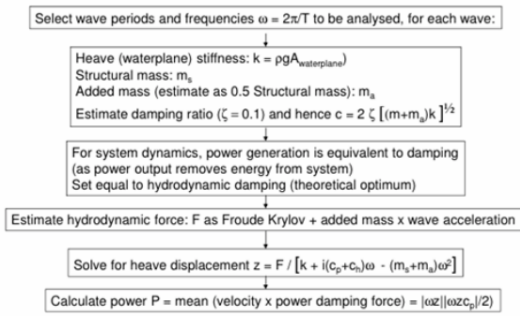 Select wave periods and frequencies ω = 2π/T to be analysed, for each wave:
Heave (waterplane) stiffness: k = ρgA_waterplane)
Structural mass: m_s
Added mass (estimate as 0.5 Structural mass): m_a
Estimate damping ratio (ζ = 0.1) and hence c = 2 ζ [(m+m_a)k ]^½
For system dynamics, power generation is equivalent to damping
(as power output removes energy from system)
Set equal to hydrodynamic damping (theoretical optimum)
Estimate hydrodynamic force: F as Froude Krylov + added mass x wave acceleration
Solve for heave displacement z = F / [k + i(c_p+c_h)ω - (m_s+m_a)ω²]
Calculate power P = mean (velocity x power damping force) = |ωz||ωzc_p|/2)